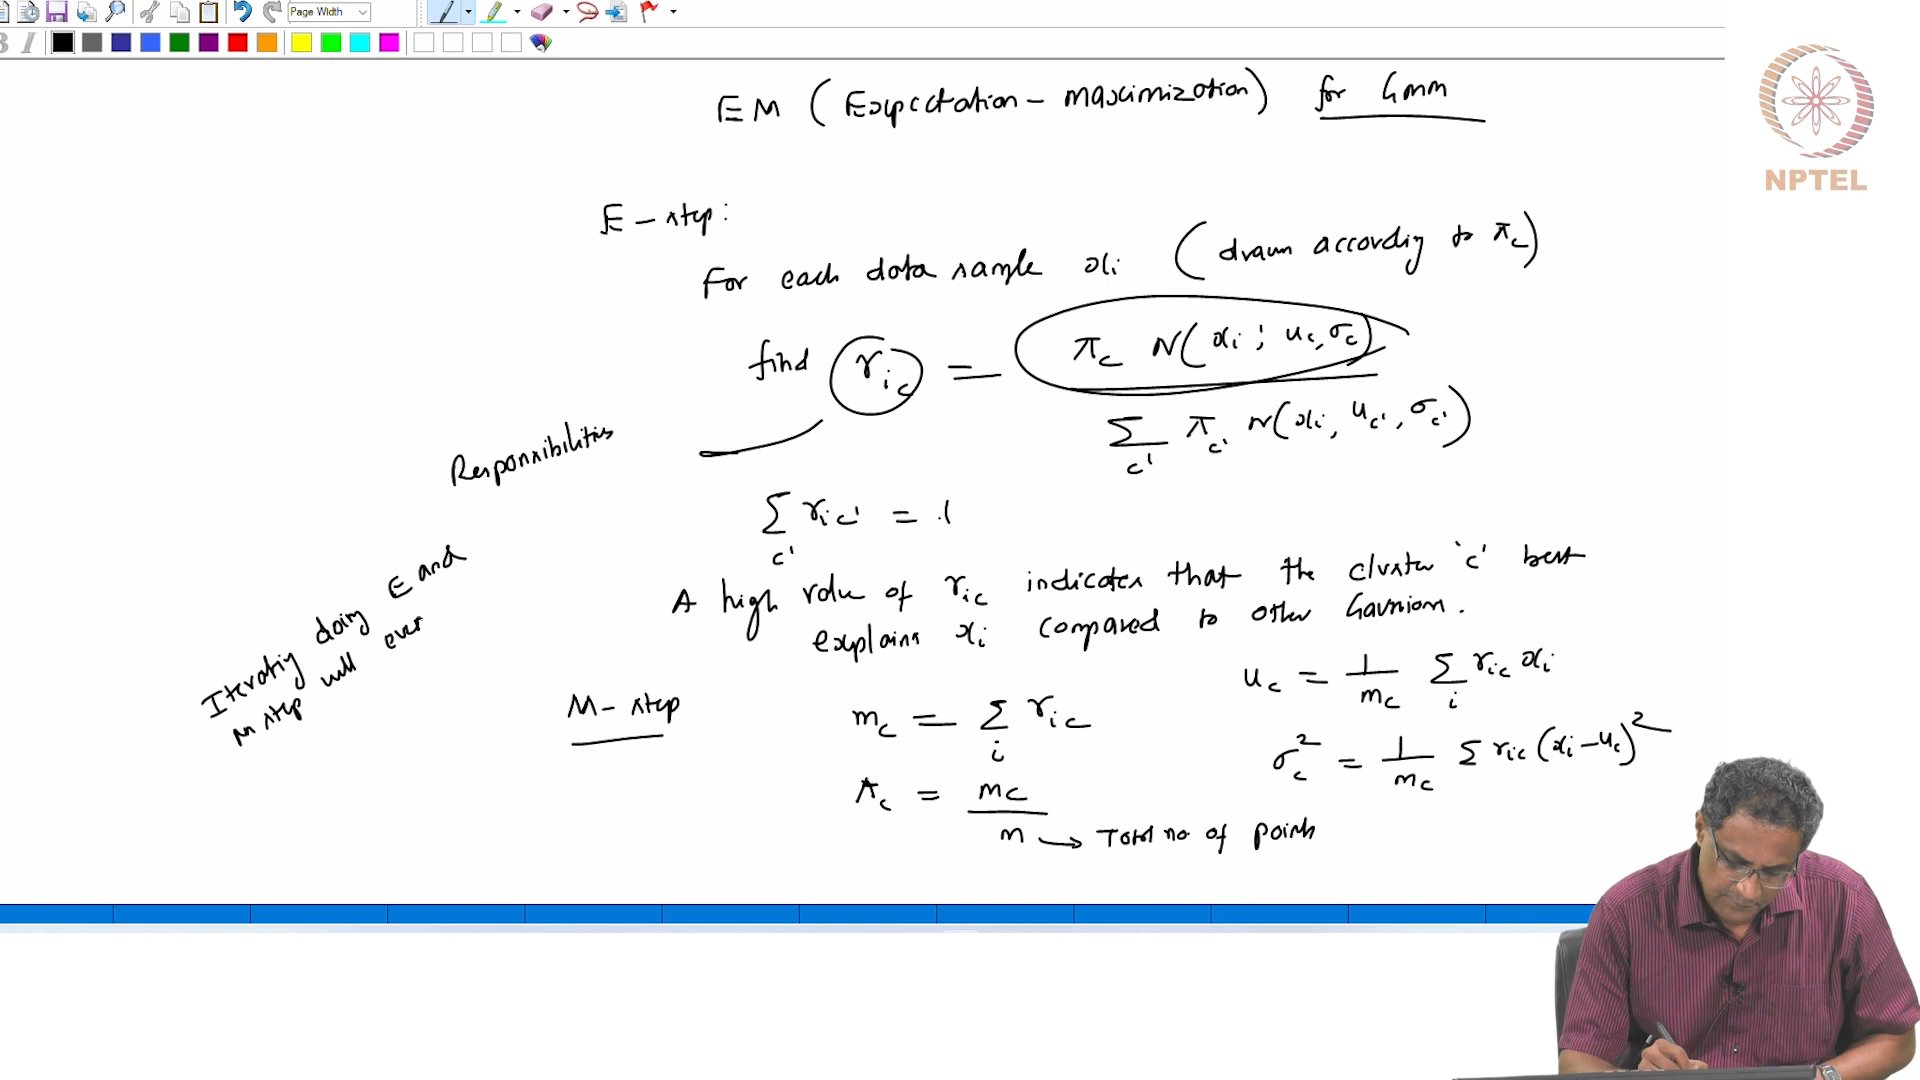 Page Width
B I
NPTEL
EM (Expectation - maximization) for GMM
E - step:
For each data sample xi (drawn according to πc)
find ric = πc N(xi; uc, σc)
Σc' πc' N(xi, uc', σc')
Responsibilities
Σc' ric' = 1
A high value of ric indicates that the cluster 'c' best
explains xi compared to other Gaussian.
Iterativly doing E and
M step will ever
M - step
mc = Σi ric
πc = mc / m → Total no of points
uc = 1/mc Σi ric xi
σc² = 1/mc Σ ric (xi - uc)²